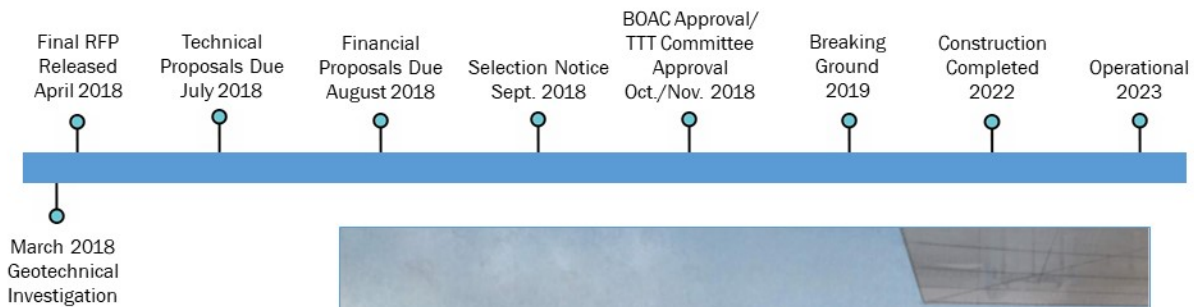 Final RFP
Released
April 2018
Technical
Proposals Due
July 2018
Financial
Proposals Due
August 2018
Selection Notice
Sept. 2018
BOAC Approval/
TTT Committee
Approval
Oct./Nov. 2018
Breaking
Ground
2019
Construction
Completed
2022
Operational
2023
March 2018
Geotechnical
Investigation